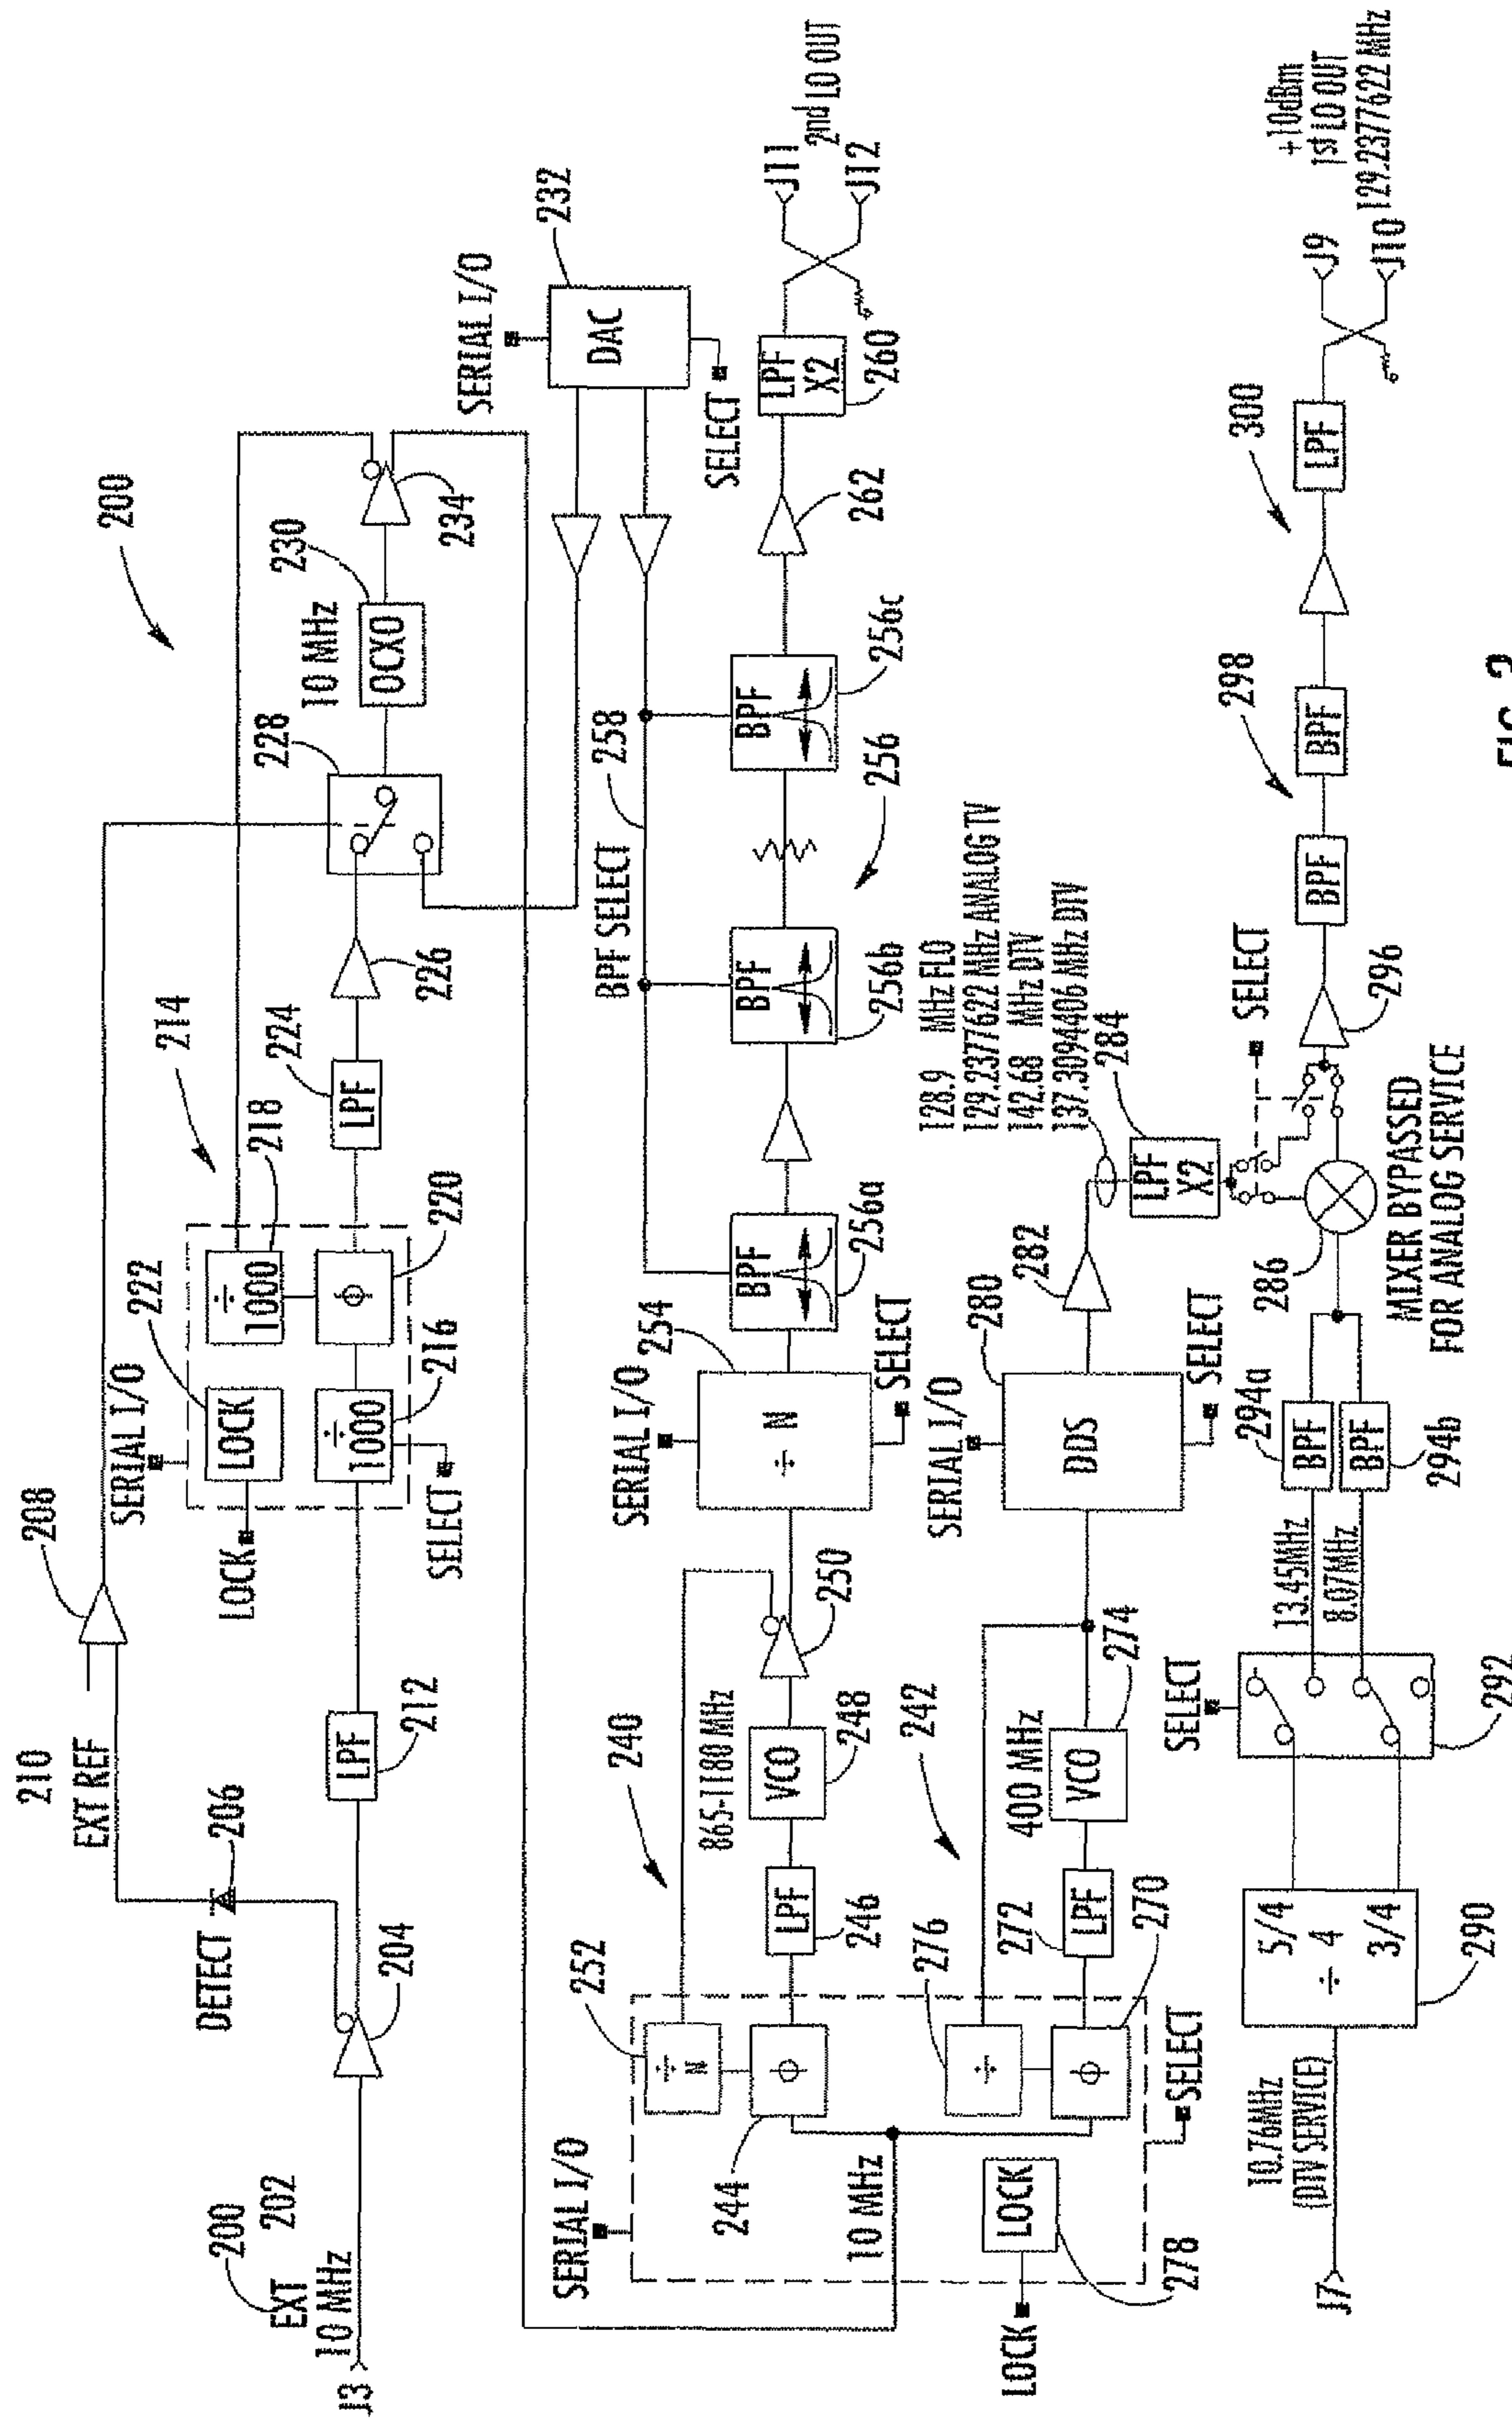 200
EXT
10 MHz
202
J3
204
DETECT
206
210
EXT REF
208
LPF
212
214
SERIAL I/O
LOCK
LOCK
222
÷
1000
216
SELECT
÷
1000
218
ϕ
220
LPF
224
226
228
10 MHz
OCXO
230
234
200
SERIAL I/O
DAC
232
SELECT
SERIAL I/O
÷
N
252
ϕ
244
10 MHz
LPF
246
240
865-1180 MHz
VCO
248
250
SERIAL I/O
÷ N
254
SELECT
BPF
256a
BPF
256b
BPF
256c
256
BPF SELECT
258
262
LPF
X2
260
J11
J12
2nd LO OUT
LOCK
LOCK
278
SELECT
÷
276
ϕ
270
LPF
272
242
400 MHz
VCO
274
SERIAL I/O
DDS
280
SELECT
282
128.9 MHz FLO
129.2377622 MHz ANALOG TV
142.68 MHz DTV
137.3094406 MHz DTV
LPF
X2
284
J7
10.76MHz
(DTV SERVICE)
5/4
÷ 4
3/4
290
SELECT
292
13.45MHz
8.07MHz
BPF
294a
BPF
294b
286
MIXER BYPASSED
FOR ANALOG SERVICE
SELECT
296
BPF
BPF
298
LPF
300
J9
J10
+10dBm
1st LO OUT
129.2377622 MHz